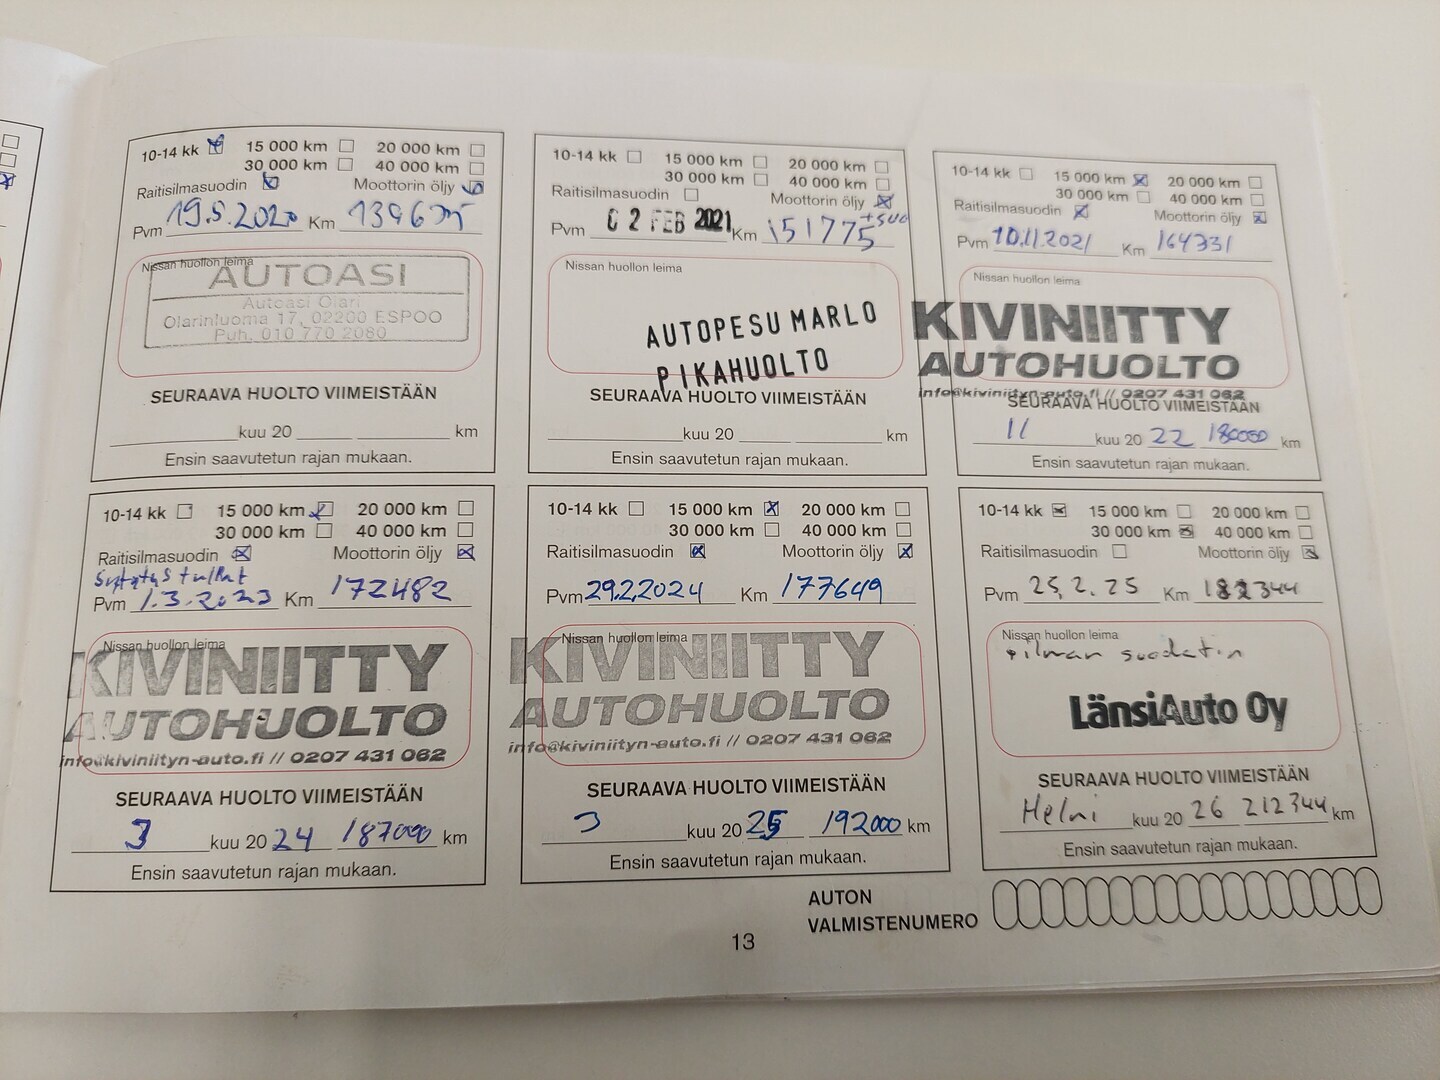 10-14 kk 15 000 km 20 000 km
30 000 km 40 000 km
Raitisilmasuodin Moottorin öljy
Pvm 19.5.2020 Km
Nissan huollon leima
AUTOASI
Autoasi Olari
Olarinluoma 17, 02200 ESPOO
Puh. 010 770 2080
SEURAAVA HUOLTO VIIMEISTÄÄN
kuu 20 km
Ensin saavutetun rajan mukaan.
10-14 kk 15 000 km 20 000 km
30 000 km 40 000 km
Raitisilmasuodin Moottorin öljy
Pvm 02 FEB 2021 Km 151775
Nissan huollon leima
AUTOPESU MARLO
PIKAHUOLTO
SEURAAVA HUOLTO VIIMEISTÄÄN
kuu 20 km
Ensin saavutetun rajan mukaan.
10-14 kk 15 000 km 20 000 km
30 000 km 40 000 km
Raitisilmasuodin Moottorin öljy
Pvm 10.11.2021 Km 164331
Nissan huollon leima
KIVINIITTY
AUTOHUOLTO
info@kiviniityn-auto.fi // 0207 431 062
SEURAAVA HUOLTO VIIMEISTÄÄN
11 kuu 20 22 180000 km
Ensin saavutetun rajan mukaan.
10-14 kk 15 000 km 20 000 km
30 000 km 40 000 km
Raitisilmasuodin Moottorin öljy
Pvm 1.3.2023 Km 172482
Nissan huollon leima
KIVINIITTY
AUTOHUOLTO
info@kiviniityn-auto.fi // 0207 431 062
SEURAAVA HUOLTO VIIMEISTÄÄN
3 kuu 20 24 187000 km
Ensin saavutetun rajan mukaan.
10-14 kk 15 000 km 20 000 km
30 000 km 40 000 km
Raitisilmasuodin Moottorin öljy
Pvm 29.2.2024 Km 177649
Nissan huollon leima
KIVINIITTY
AUTOHUOLTO
info@kiviniityn-auto.fi // 0207 431 062
SEURAAVA HUOLTO VIIMEISTÄÄN
3 kuu 20 25 192000 km
Ensin saavutetun rajan mukaan.
10-14 kk 15 000 km 20 000 km
30 000 km 40 000 km
Raitisilmasuodin Moottorin öljy
Pvm 25.2.25 Km 182344
Nissan huollon leima
ilman suodatin
LänsiAuto Oy
SEURAAVA HUOLTO VIIMEISTÄÄN
Helmi kuu 20 26 212344 km
Ensin saavutetun rajan mukaan.
AUTON
VALMISTENUMERO
13